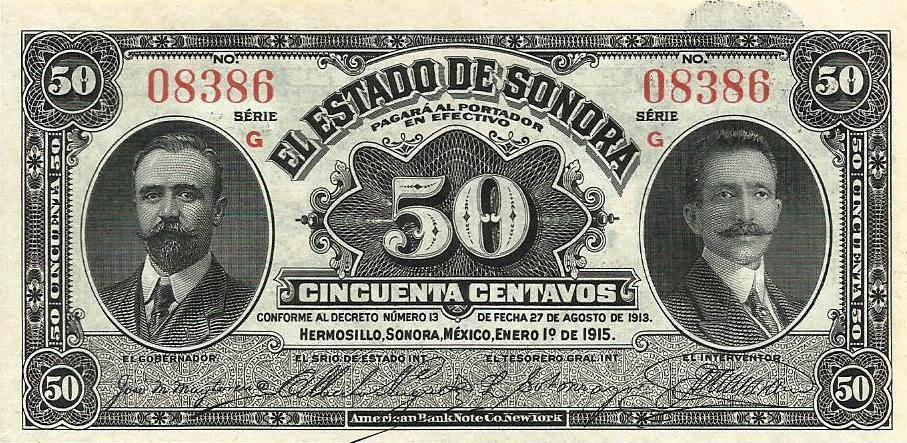 50
NO.
08386
SÉRIE
G
EL ESTADO DE SONORA
PAGARÁ AL PORTADOR
EN EFECTIVO
NO.
08386
SÉRIE
G
50
50 CINCUENTA 50
50
50 CINCUENTA 50
CINCUENTA CENTAVOS
CONFORME AL DECRETO NÚMERO 13 DE FECHA 27 DE AGOSTO DE 1913.
HERMOSILLO, SONORA, MÉXICO, ENERO 1º DE 1915.
EL GOBERNADOR
EL SRIO. DE ESTADO INT.
EL TESORERO GRAL. INT.
EL INTERVENTOR
50
50
American Bank Note Co. New York